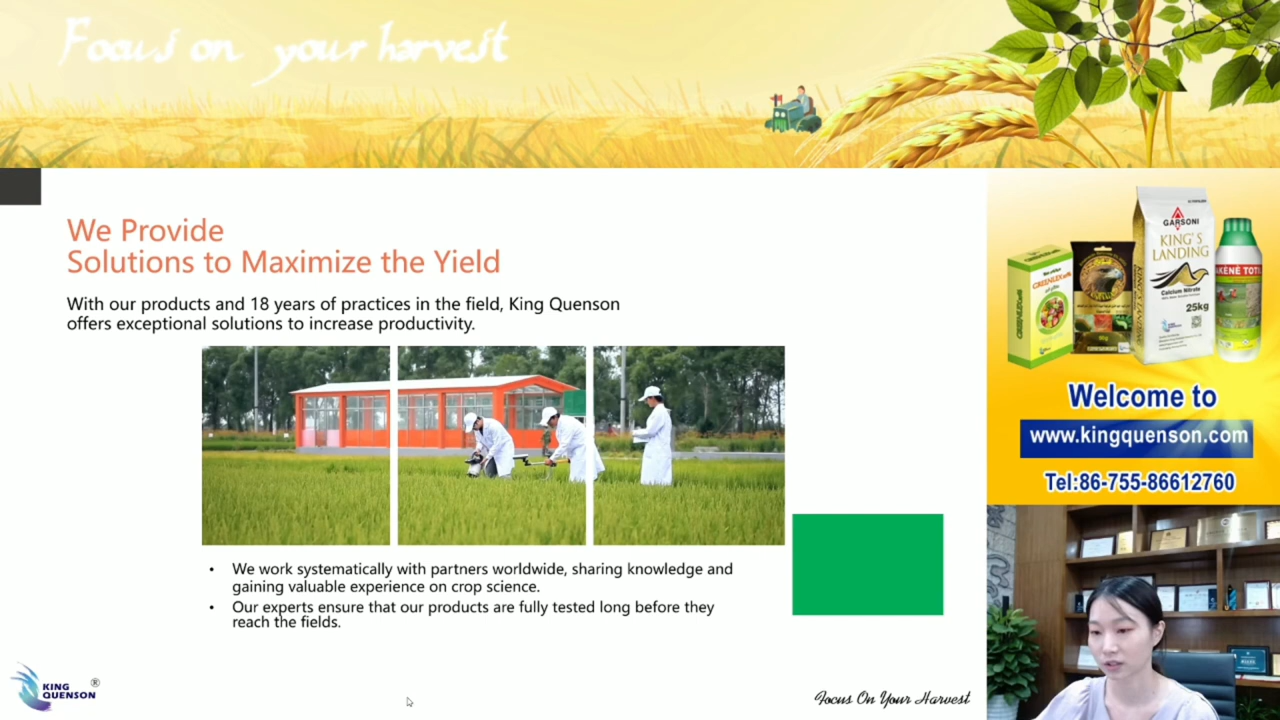 Focus on your harvest
We Provide
Solutions to Maximize the Yield
With our products and 18 years of practices in the field, King Quenson
offers exceptional solutions to increase productivity.
• We work systematically with partners worldwide, sharing knowledge and
gaining valuable experience on crop science.
• Our experts ensure that our products are fully tested long before they
reach the fields.
KING
QUENSON
®
Focus On Your Harvest
GARSONI
KING'S
LANDING
Calcium Nitrate
25kg
GREENLEX
Welcome to
www.kingquenson.com
Tel:86-755-86612760